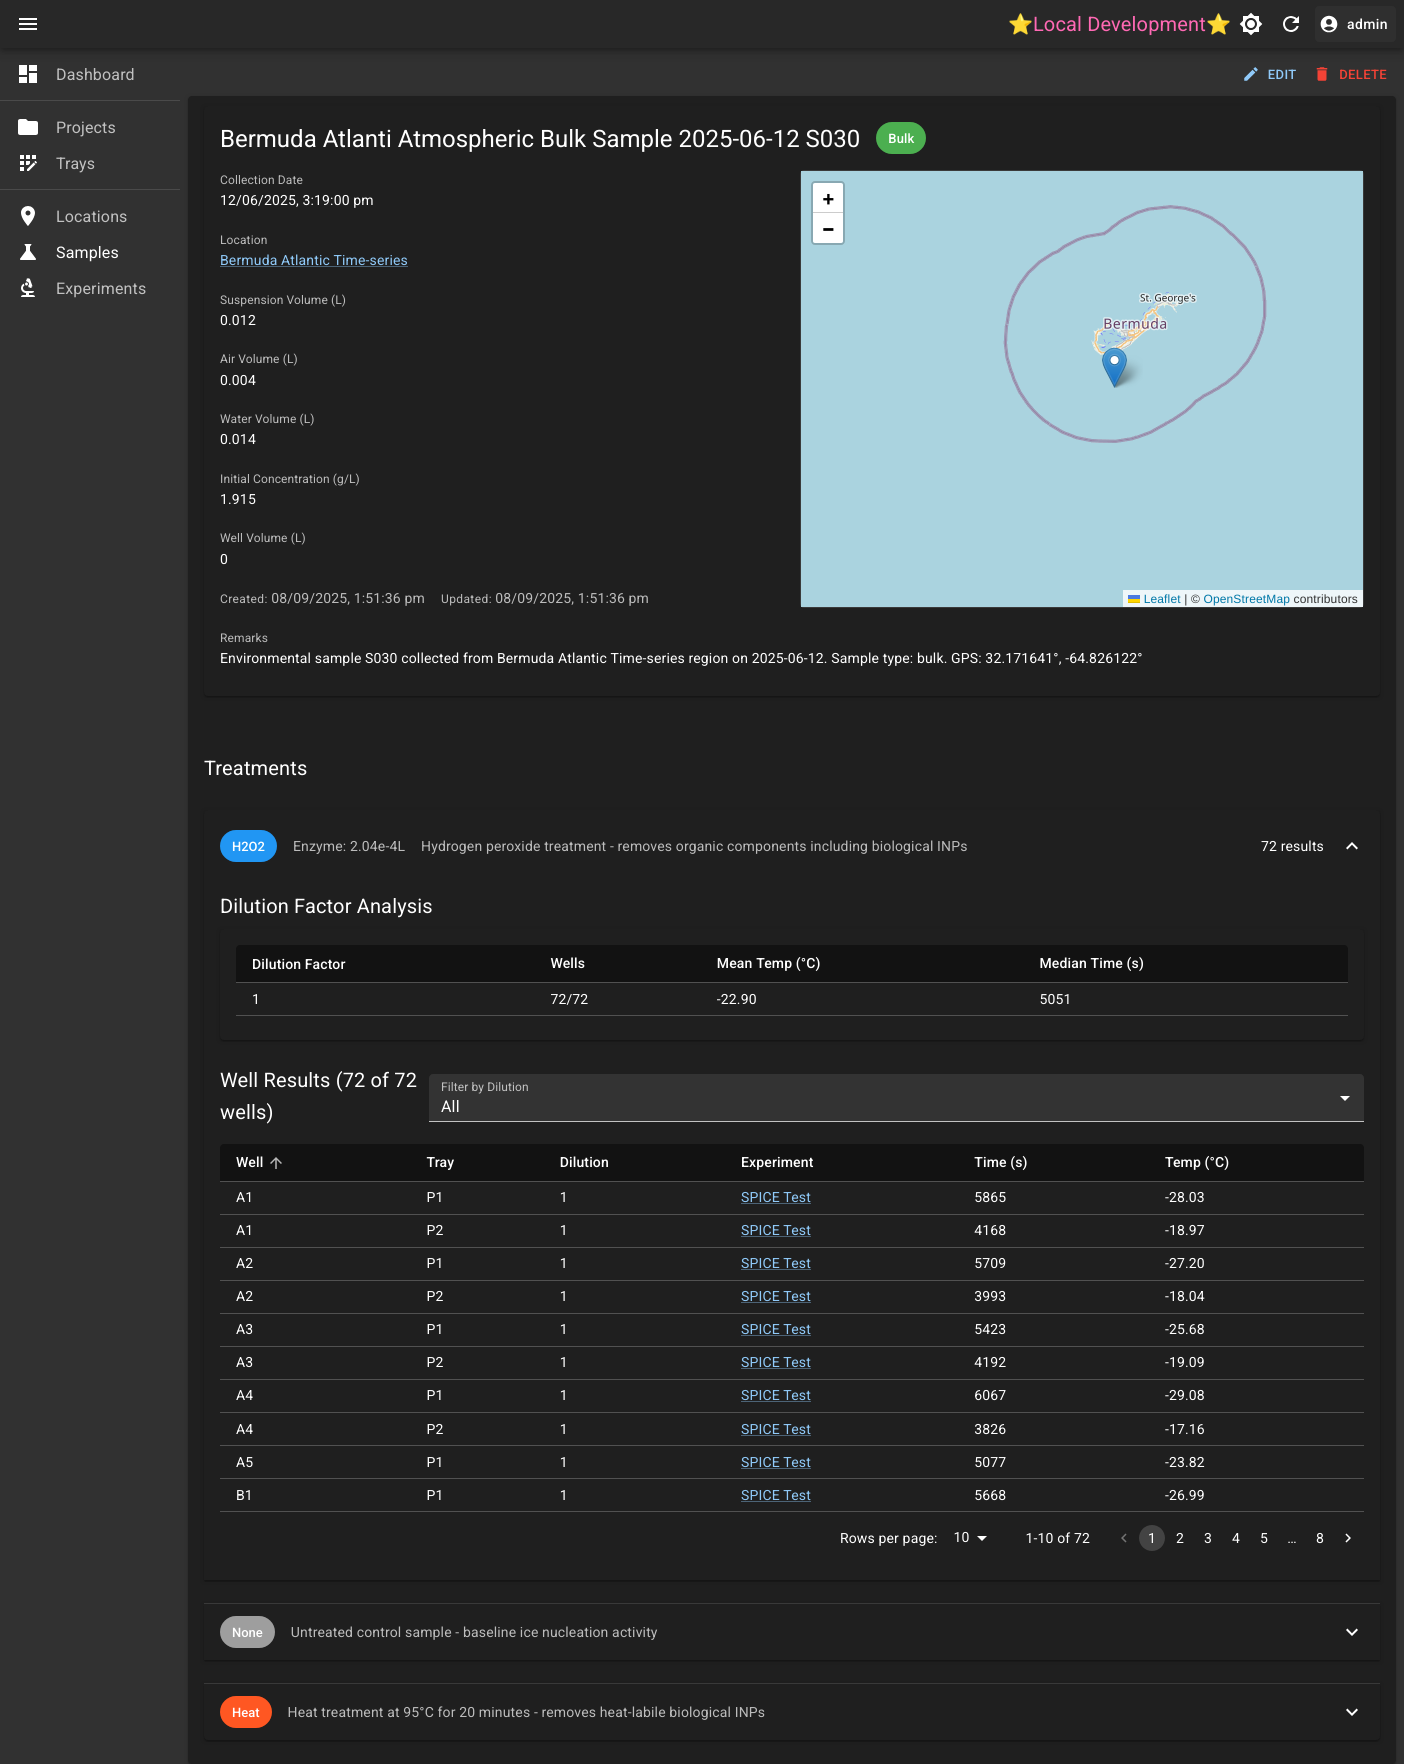 ⭐Local Development⭐
admin
Dashboard
Projects
Trays
Locations
Samples
Experiments
EDIT
DELETE
Bermuda Atlanti Atmospheric Bulk Sample 2025-06-12 S030
Bulk
Collection Date
12/06/2025, 3:19:00 pm
Location
Bermuda Atlantic Time-series
Suspension Volume (L)
0.012
Air Volume (L)
0.004
Water Volume (L)
0.014
Initial Concentration (g/L)
1.915
Well Volume (L)
0
Created: 08/09/2025, 1:51:36 pm Updated: 08/09/2025, 1:51:36 pm
+
−
St. George's
Bermuda
Leaflet | © OpenStreetMap contributors
Remarks
Environmental sample S030 collected from Bermuda Atlantic Time-series region on 2025-06-12. Sample type: bulk. GPS: 32.171641°, -64.826122°
Treatments
H2O2 Enzyme: 2.04e-4L Hydrogen peroxide treatment - removes organic components including biological INPs 72 results
Dilution Factor Analysis
Dilution Factor Wells Mean Temp (°C) Median Time (s)
1 72/72 -22.90 5051
Well Results (72 of 72
wells)
Filter by Dilution
All
Well Tray Dilution Experiment Time (s) Temp (°C)
A1 P1 1 SPICE Test 5865 -28.03
A1 P2 1 SPICE Test 4168 -18.97
A2 P1 1 SPICE Test 5709 -27.20
A2 P2 1 SPICE Test 3993 -18.04
A3 P1 1 SPICE Test 5423 -25.68
A3 P2 1 SPICE Test 4192 -19.09
A4 P1 1 SPICE Test 6067 -29.08
A4 P2 1 SPICE Test 3826 -17.16
A5 P1 1 SPICE Test 5077 -23.82
B1 P1 1 SPICE Test 5668 -26.99
Rows per page: 10 1-10 of 72 1 2 3 4 5 … 8
None Untreated control sample - baseline ice nucleation activity
Heat Heat treatment at 95°C for 20 minutes - removes heat-labile biological INPs